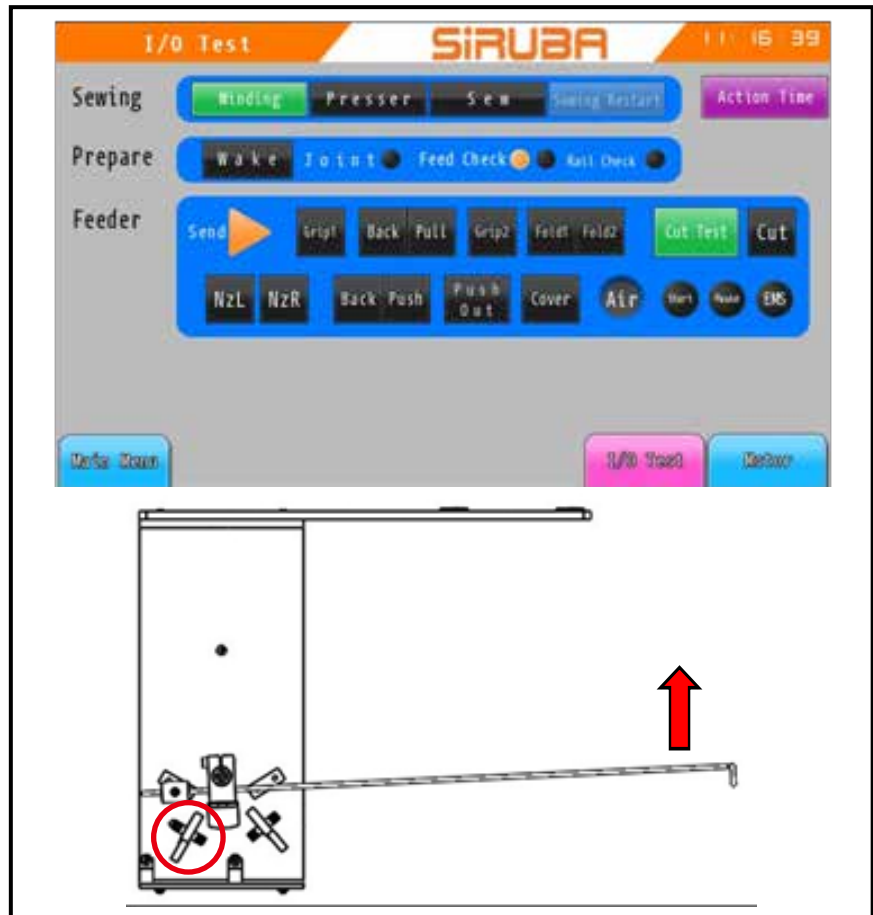 I/O Test SiRUBA 11: 16 39
Sewing Winding Presser Sew Sewing Restart Action Time
Prepare Wake Joint Feed Check Rail Check
Feeder Send Grip1 Back Pull Grip2 Fold1 Fold2 Cut Test Cut
NzL NzR Back Push Push Out Cover Air Start EMS
Main Menu I/O Test Motor